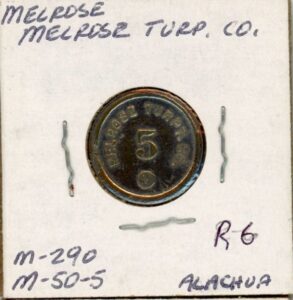 MELROSE
MELROSE TURP. CO.
MELROSE TURP. CO.
5
R-6
M-290
M-50-5
ALACHUA